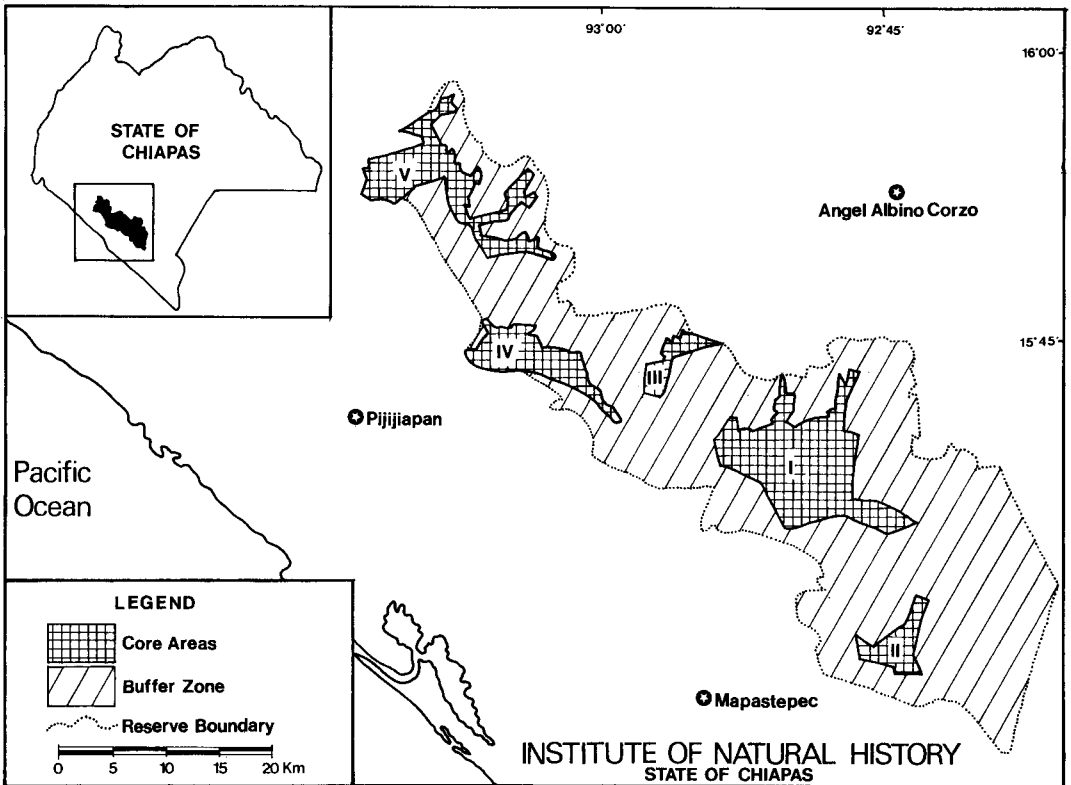 93°00'
92°45'
16°00'
STATE OF
CHIAPAS
V
Angel Albino Corzo
15°45'
IV
III
Pijijiapan
I
Pacific
Ocean
LEGEND
Core Areas
Buffer Zone
Reserve Boundary
0 5 10 15 20 Km
II
Mapastepec
INSTITUTE OF NATURAL HISTORY
STATE OF CHIAPAS